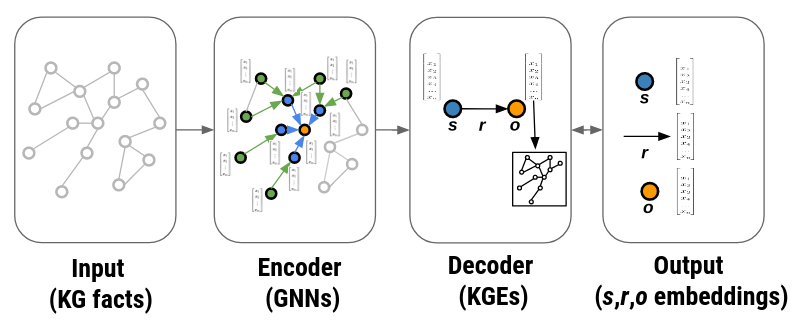 s r o
s
r
o
Input
(KG facts)
Encoder
(GNNs)
Decoder
(KGEs)
Output
(s,r,o embeddings)